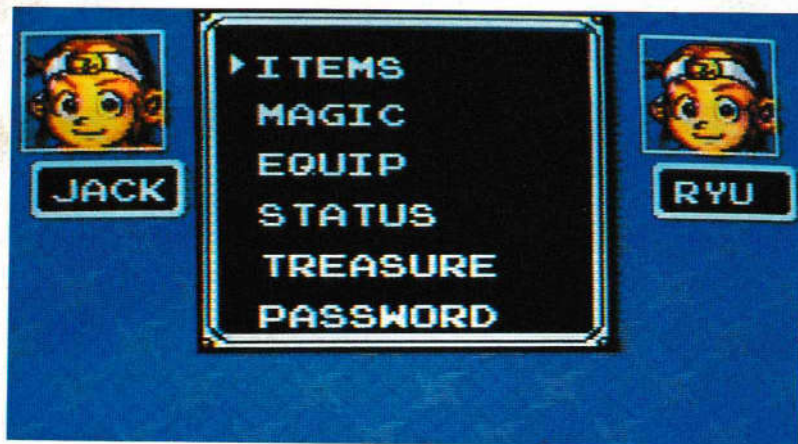 ITEMS
MAGIC
EQUIP
STATUS
TREASURE
PASSWORD
JACK
RYU